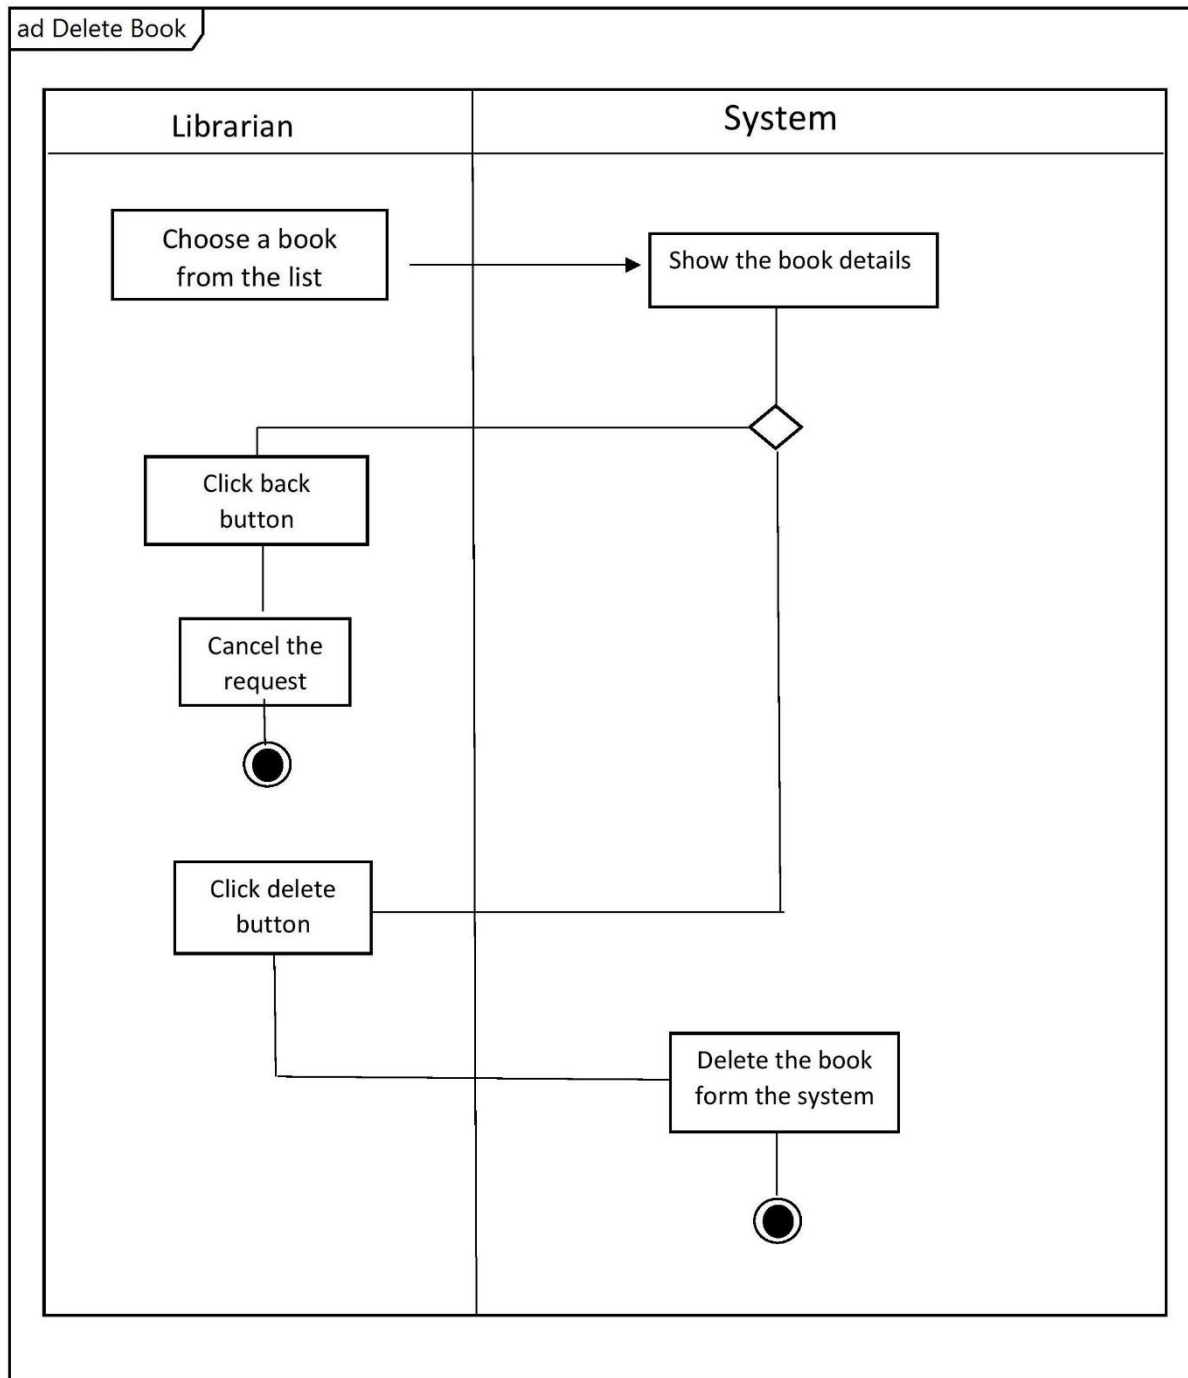 ad Delete Book
Librarian
System
Choose a book
from the list
Show the book details
Click back
button
Cancel the
request
Click delete
button
Delete the book
form the system